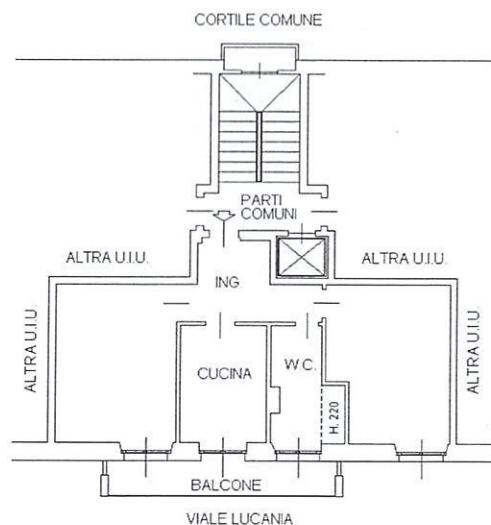 CORTILE COMUNE
PARTI
COMUNI
ALTRA U.I.U.
ALTRA U.I.U.
ING.
ALTRA U.I.U
ALTRA U.I.U
CUCINA
W.C.
H. 220
BALCONE
VIALE LUCANIA